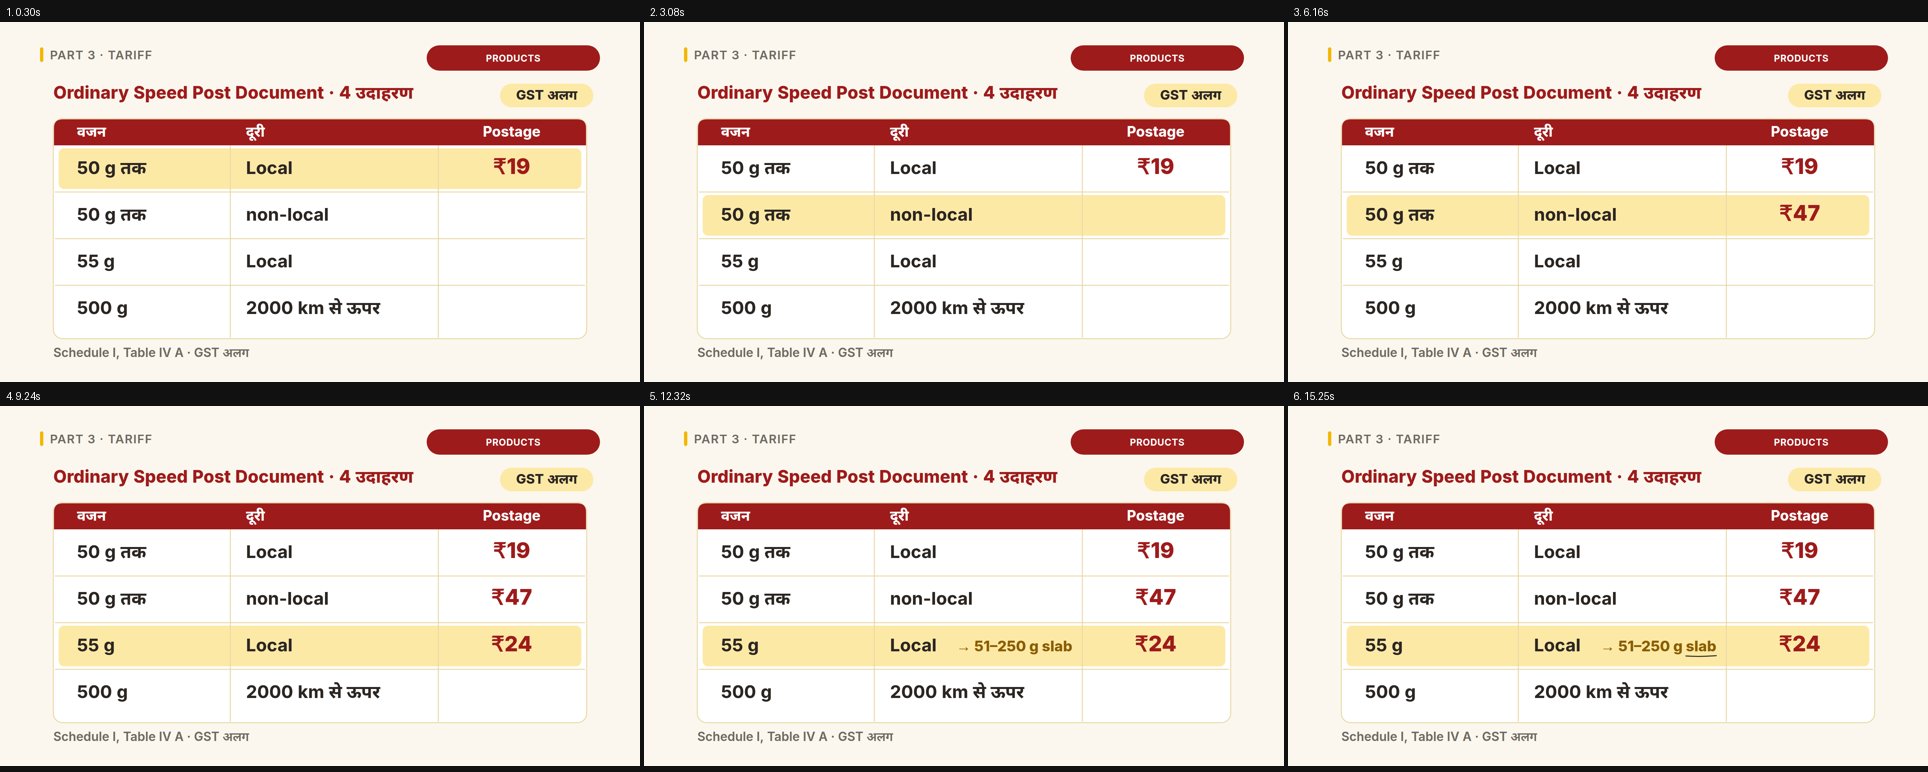 1. 0.30s
PART 3 · TARIFF
PRODUCTS
Ordinary Speed Post Document · 4 उदाहरण
GST अलग
वजन दूरी Postage
50 g तक Local ₹19
50 g तक non-local
55 g Local
500 g 2000 km से ऊपर
Schedule I, Table IV A · GST अलग
2. 3.08s
PART 3 · TARIFF
PRODUCTS
Ordinary Speed Post Document · 4 उदाहरण
GST अलग
वजन दूरी Postage
50 g तक Local ₹19
50 g तक non-local
55 g Local
500 g 2000 km से ऊपर
Schedule I, Table IV A · GST अलग
3. 6.16s
PART 3 · TARIFF
PRODUCTS
Ordinary Speed Post Document · 4 उदाहरण
GST अलग
वजन दूरी Postage
50 g तक Local ₹19
50 g तक non-local ₹47
55 g Local
500 g 2000 km से ऊपर
Schedule I, Table IV A · GST अलग
4. 9.24s
PART 3 · TARIFF
PRODUCTS
Ordinary Speed Post Document · 4 उदाहरण
GST अलग
वजन दूरी Postage
50 g तक Local ₹19
50 g तक non-local ₹47
55 g Local ₹24
500 g 2000 km से ऊपर
Schedule I, Table IV A · GST अलग
5. 12.32s
PART 3 · TARIFF
PRODUCTS
Ordinary Speed Post Document · 4 उदाहरण
GST अलग
वजन दूरी Postage
50 g तक Local ₹19
50 g तक non-local ₹47
55 g Local → 51–250 g slab ₹24
500 g 2000 km से ऊपर
Schedule I, Table IV A · GST अलग
6. 15.25s
PART 3 · TARIFF
PRODUCTS
Ordinary Speed Post Document · 4 उदाहरण
GST अलग
वजन दूरी Postage
50 g तक Local ₹19
50 g तक non-local ₹47
55 g Local → 51–250 g slab ₹24
500 g 2000 km से ऊपर
Schedule I, Table IV A · GST अलग